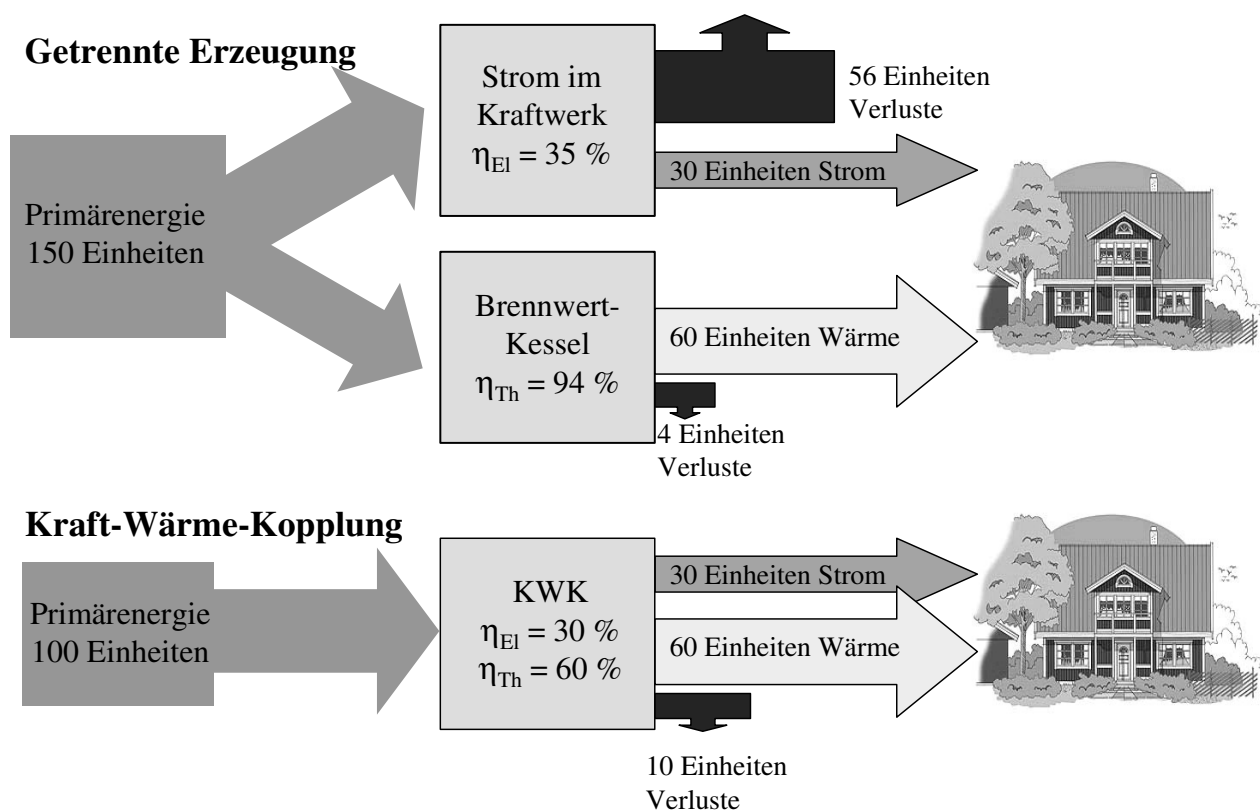 Getrennte Erzeugung
Primärenergie
150 Einheiten
Strom im
Kraftwerk
ηEl = 35 %
56 Einheiten
Verluste
30 Einheiten Strom
Brennwert-
Kessel
ηTh = 94 %
60 Einheiten Wärme
4 Einheiten
Verluste
Kraft-Wärme-Kopplung
Primärenergie
100 Einheiten
KWK
ηEl = 30 %
ηTh = 60 %
30 Einheiten Strom
60 Einheiten Wärme
10 Einheiten
Verluste